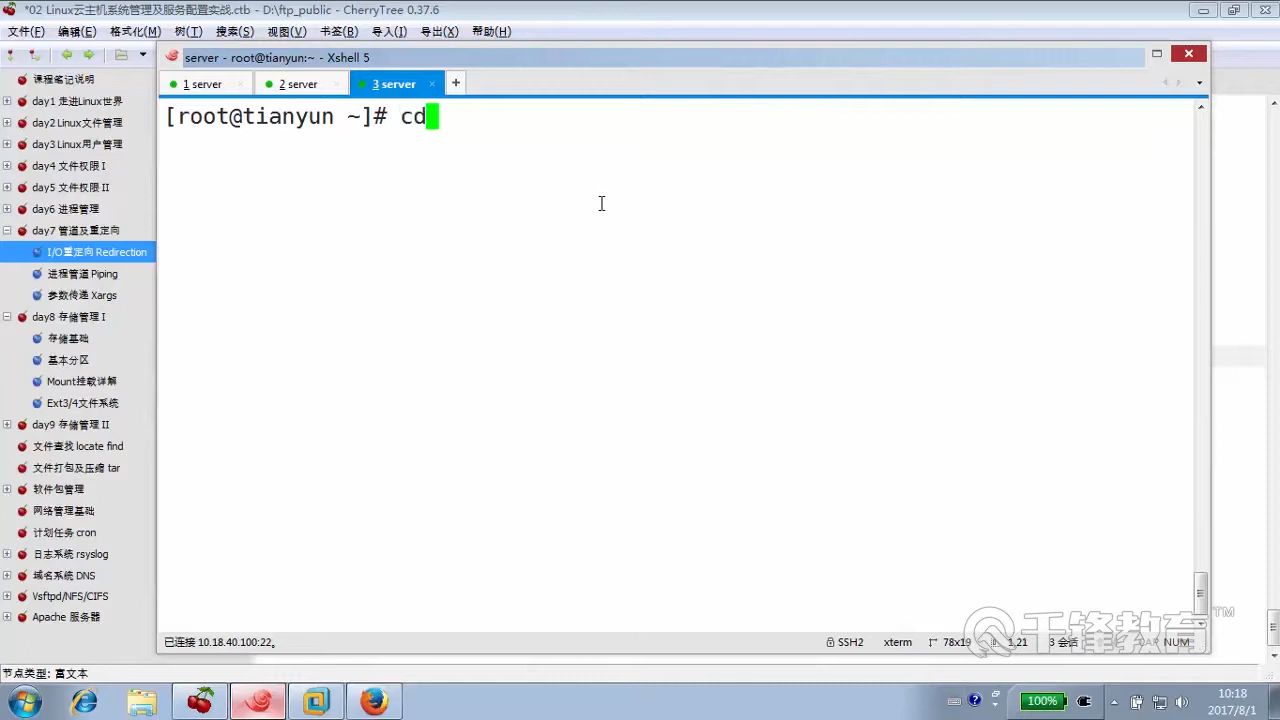 *02 Linux云主机系统管理及服务配置实战.ctb - D:\ftp_public - CherryTree 0.37.6
文件(F) 编辑(E) 格式化(M) 树(T) 搜索(S) 视图(V) 书签(B) 导入(I) 导出(X) 帮助(H)
server - root@tianyun:~ - Xshell 5
1 server 2 server 3 server +
[root@tianyun ~]# cd
课程笔记说明
day1 走进Linux世界
day2 Linux文件管理
day3 Linux用户管理
day4 文件权限 I
day5 文件权限 II
day6 进程管理
day7 管道及重定向
I/O重定向 Redirection
进程管道 Piping
参数传递 Xargs
day8 存储管理 I
存储基础
基本分区
Mount挂载详解
Ext3/4文件系统
day9 存储管理 II
文件查找 locate find
文件打包及压缩 tar
软件包管理
网络管理基础
计划任务 cron
日志系统 rsyslog
域名系统 DNS
Vsftpd/NFS/CIFS
Apache 服务器
已连接 10.18.40.100:22。 SSH2 xterm 78x19 1,21 3 会话 CAP NUM
千锋教育 TM
节点类型: 富文本
100% 10:18
2017/8/1